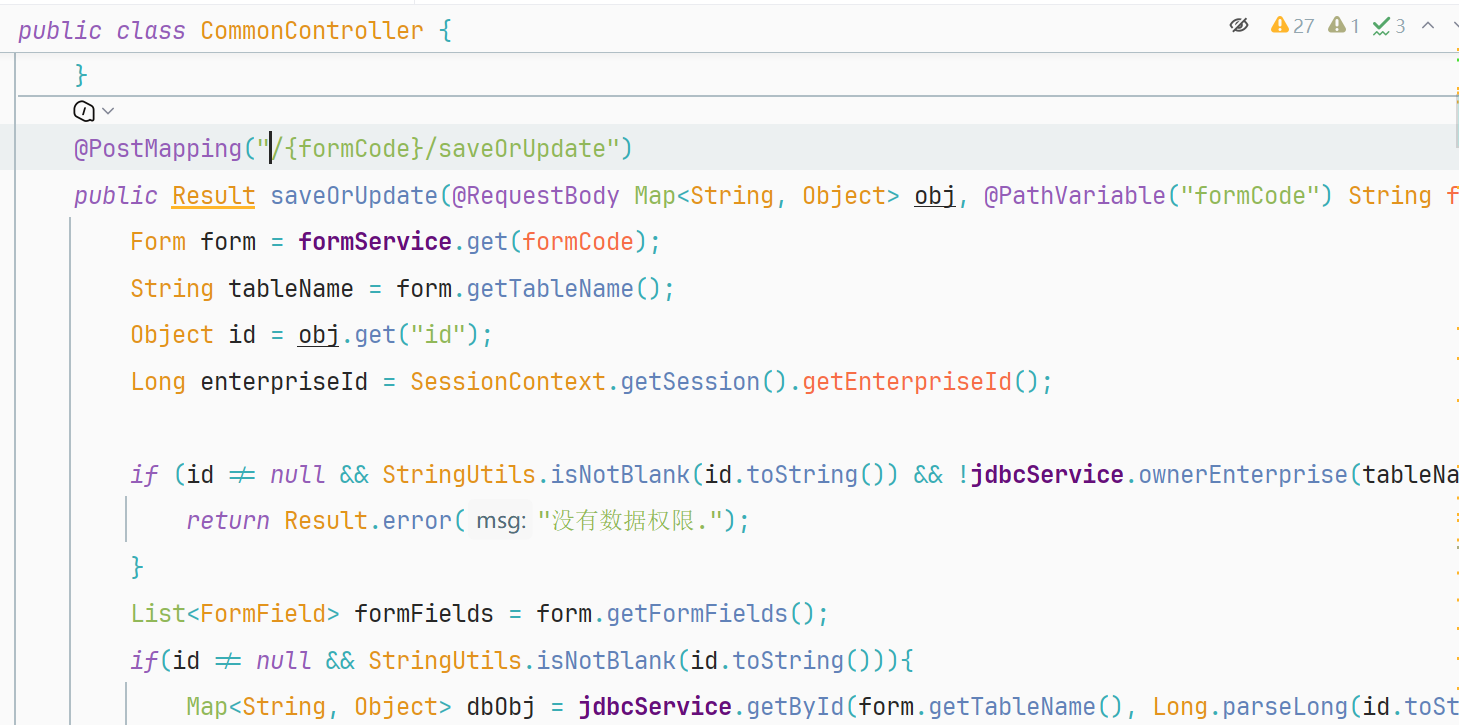 public class CommonController {
27 1 3
}
@PostMapping("/{formCode}/saveOrUpdate")
public Result saveOrUpdate(@RequestBody Map<String, Object> obj, @PathVariable("formCode") String f
Form form = formService.get(formCode);
String tableName = form.getTableName();
Object id = obj.get("id");
Long enterpriseId = SessionContext.getSession().getEnterpriseId();
if (id != null && StringUtils.isNotBlank(id.toString()) && !jdbcService.ownerEnterprise(tableNa
return Result.error( msg: "没有数据权限.");
}
List<FormField> formFields = form.getFormFields();
if(id != null && StringUtils.isNotBlank(id.toString())){
Map<String, Object> dbObj = jdbcService.getById(form.getTableName(), Long.parseLong(id.toSt